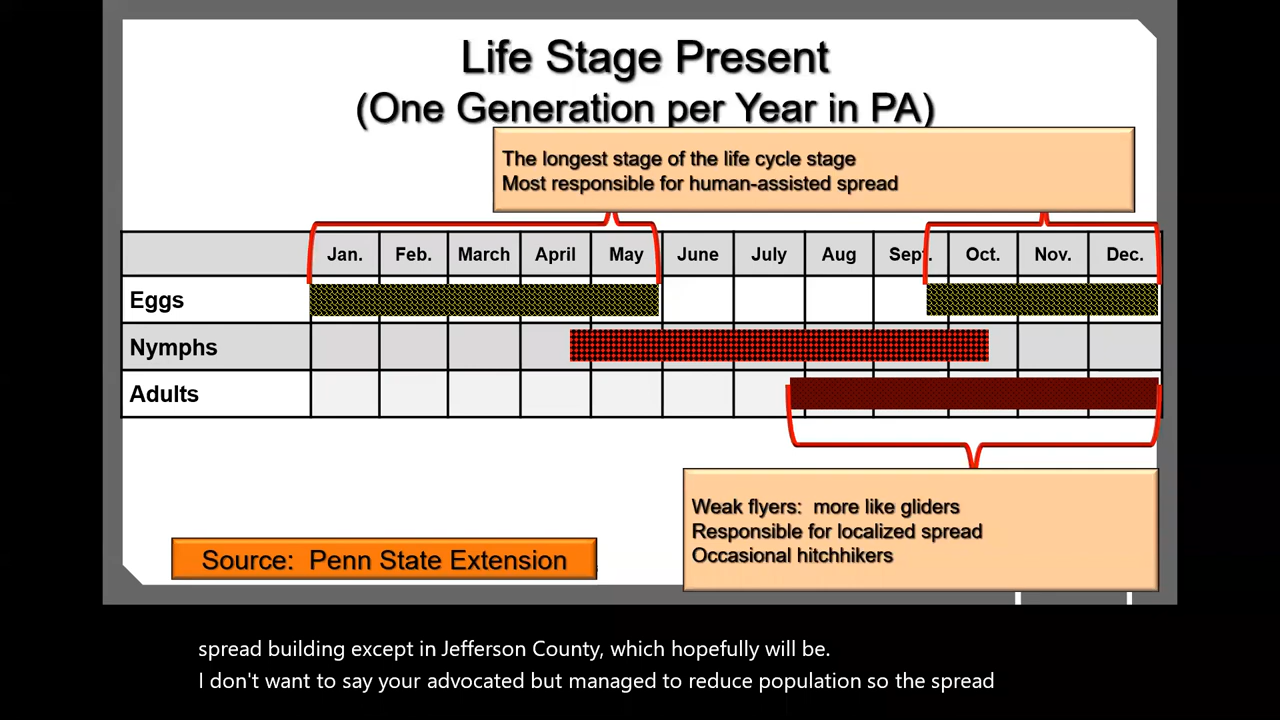 Life Stage Present
(One Generation per Year in PA)
The longest stage of the life cycle stage
Most responsible for human-assisted spread
Jan. Feb. March April May June July Aug Sept. Oct. Nov. Dec.
Eggs
Nymphs
Adults
Weak flyers: more like gliders
Responsible for localized spread
Occasional hitchhikers
Source: Penn State Extension
spread building except in Jefferson County, which hopefully will be.
I don't want to say your advocated but managed to reduce population so the spread